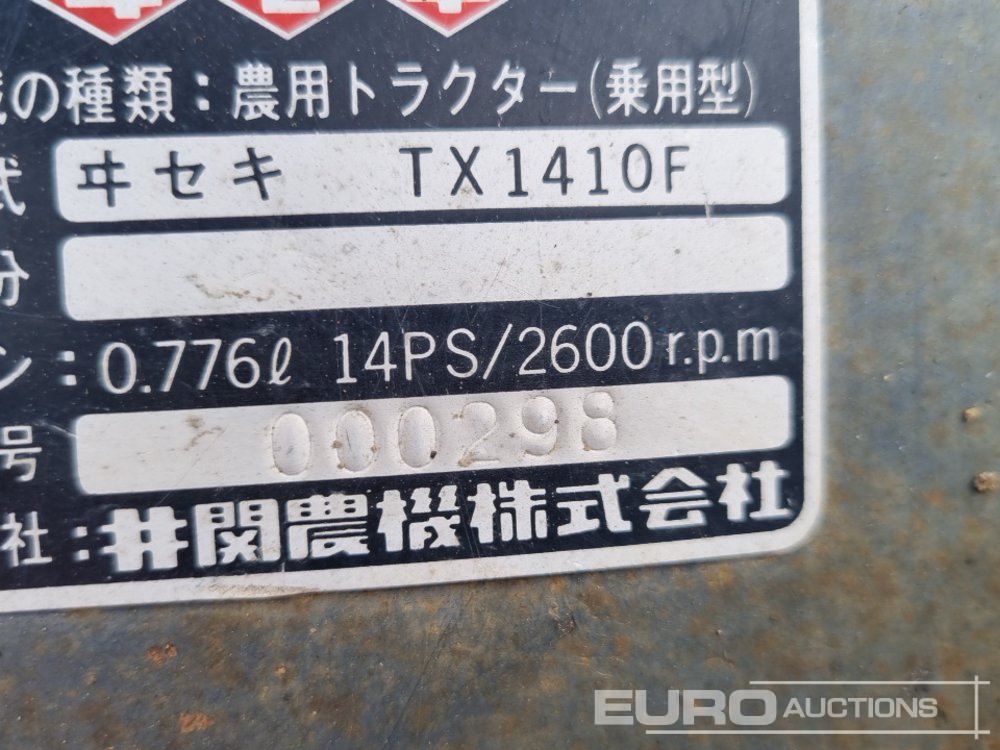 の種類：農用トラクター(乗用型)
式 ヰセキ TX1410F
分
ン：0.776ℓ 14PS/2600r.p.m
号 000298
社：井関農機株式会社
EURO AUCTIONS